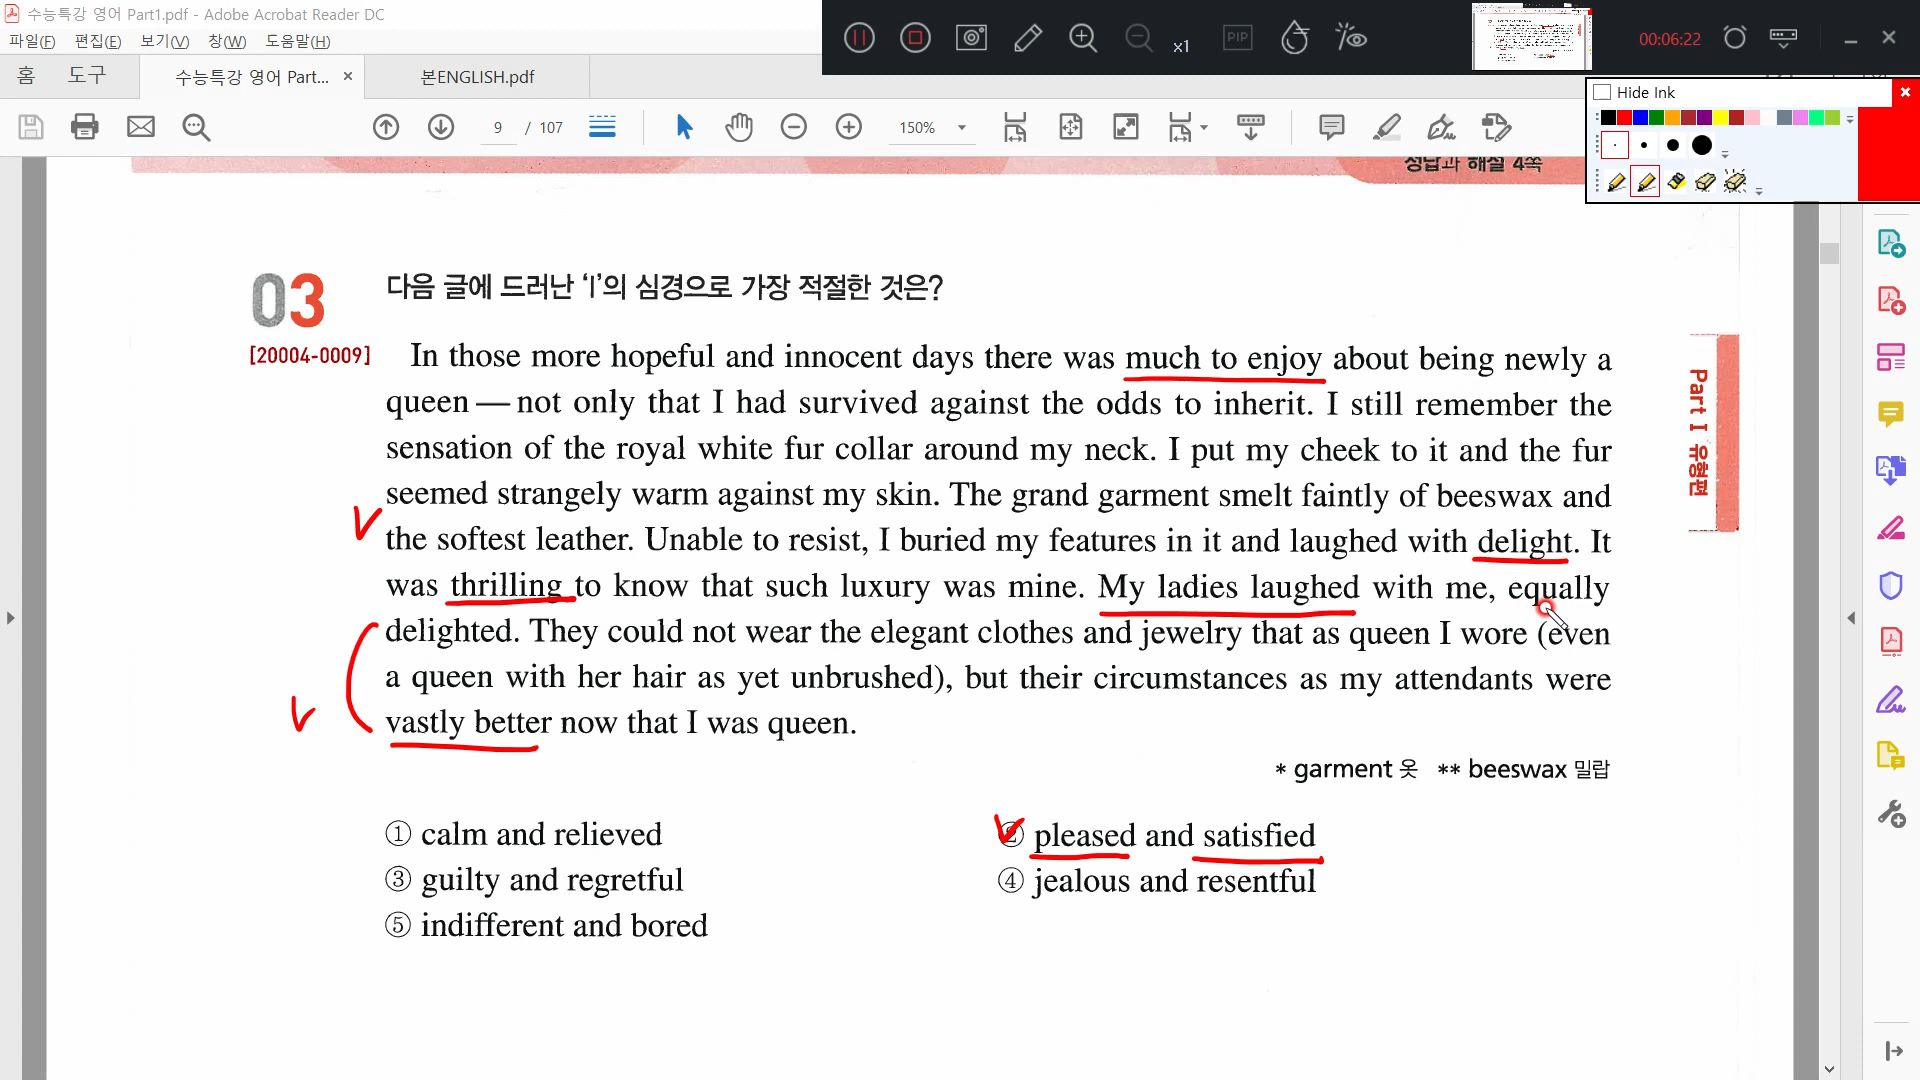 수능특강 영어 Part1.pdf - Adobe Acrobat Reader DC
파일(F) 편집(E) 보기(V) 창(W) 도움말(H)
x1
PIP
00:06:22
홈 도구 수능특강 영어 Part... × 본ENGLISH.pdf
Hide Ink
9 / 107 150%
정답과 해설 4쪽
03 다음 글에 드러난 ‘I’의 심경으로 가장 적절한 것은?
[20004-0009]
In those more hopeful and innocent days there was much to enjoy about being newly a
queen — not only that I had survived against the odds to inherit. I still remember the
sensation of the royal white fur collar around my neck. I put my cheek to it and the fur
seemed strangely warm against my skin. The grand garment smelt faintly of beeswax and
the softest leather. Unable to resist, I buried my features in it and laughed with delight. It
was thrilling to know that such luxury was mine. My ladies laughed with me, equally
delighted. They could not wear the elegant clothes and jewelry that as queen I wore (even
a queen with her hair as yet unbrushed), but their circumstances as my attendants were
vastly better now that I was queen.
* garment 옷 ** beeswax 밀랍
① calm and relieved
② pleased and satisfied
③ guilty and regretful
④ jealous and resentful
⑤ indifferent and bored
Part I 유형편